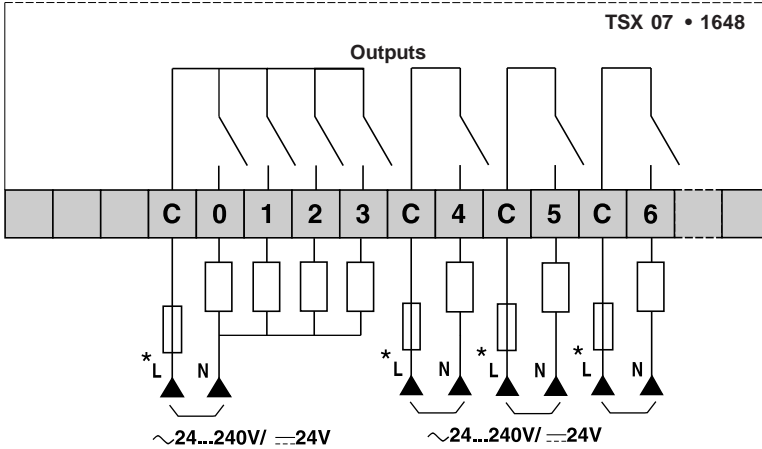 TSX 07 • 1648
Outputs
C 0 1 2 3 C 4 C 5 C 6
* L N * L N * L N * L N
~24...240V/ ⎓24V ~24...240V/ ⎓24V